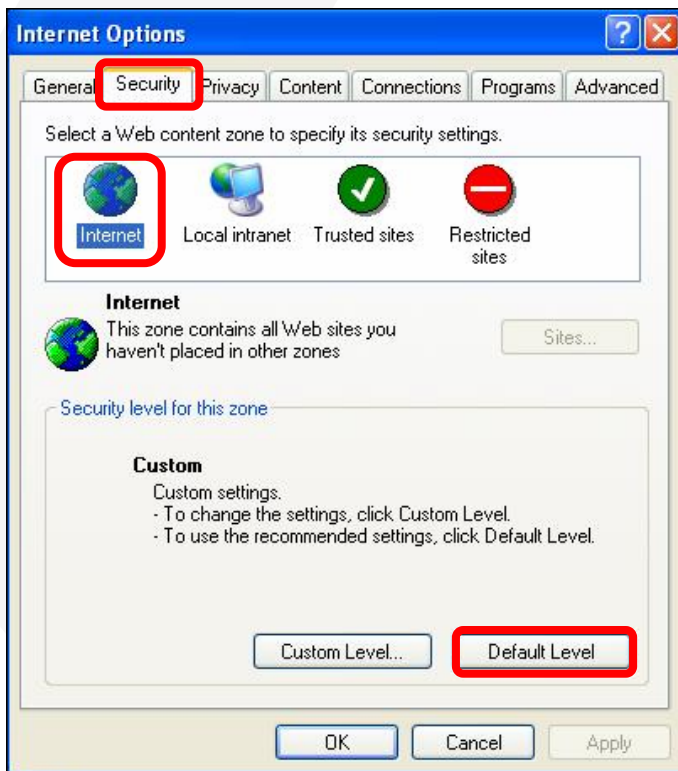 Internet Options
General Security Privacy Content Connections Programs Advanced
Select a Web content zone to specify its security settings.
Internet Local intranet Trusted sites Restricted
sites
Internet
This zone contains all Web sites you
haven't placed in other zones
Sites...
Security level for this zone
Custom
Custom settings.
- To change the settings, click Custom Level.
- To use the recommended settings, click Default Level.
Custom Level... Default Level
OK Cancel Apply